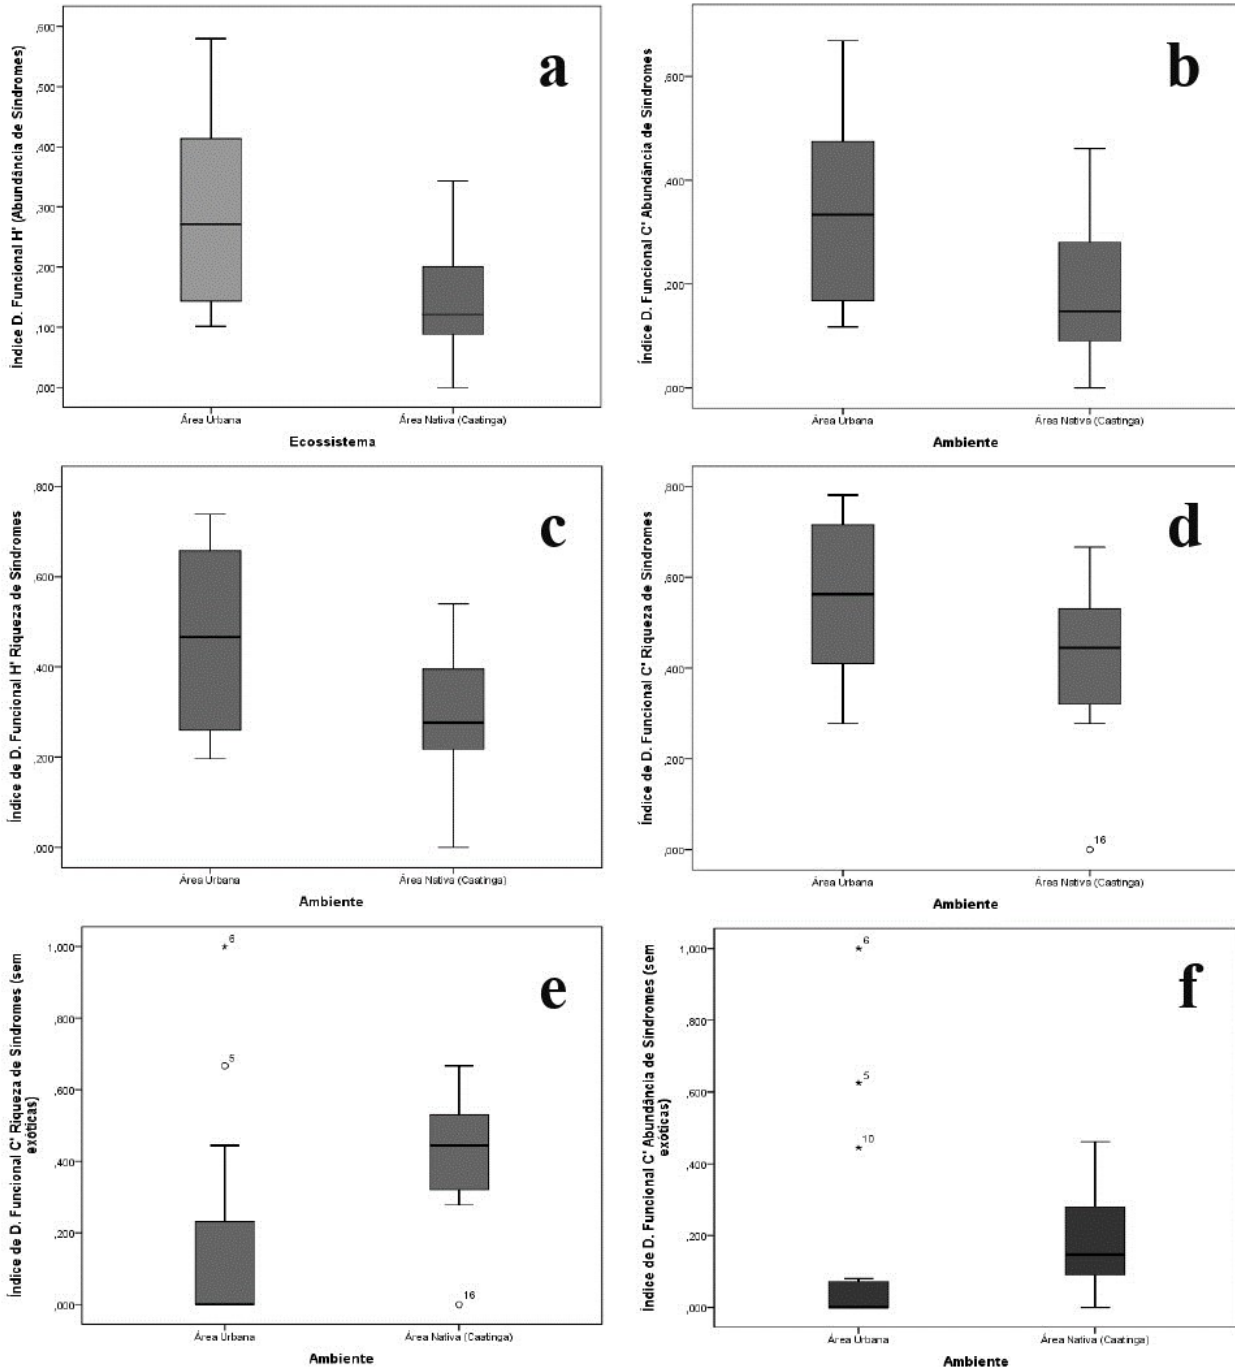 Índice D. Funcional H' (Abundância de Síndromes)
,600
,500
,400
,300
,200
,100
,000
a
Área Urbana
Área Nativa (Caatinga)
Ecossistema
Índice D. Funcional C' Abundância de Síndromes
,600
,400
,200
,000
b
Área Urbana
Área Nativa (Caatinga)
Ambiente
Índice de D. Funcional H' Riqueza de Síndromes
,800
,600
,400
,200
,000
c
Área Urbana
Área Nativa (Caatinga)
Ambiente
Índice de D. Funcional C' Riqueza de Síndromes
,800
,600
,400
,200
,000
d
16
Área Urbana
Área Nativa (Caatinga)
Ambiente
Índice de D. Funcional C' Riqueza de Síndromes (sem
exóticas)
1,000
,800
,600
,400
,200
,000
6
5
e
16
Área Urbana
Área Nativa (Caatinga)
Ambiente
Índice de D. Funcional C' Abundância de Síndromes (sem
exóticas)
1,000
,800
,600
,400
,200
,000
6
5
10
f
Área Urbana
Área Nativa (Caatinga)
Ambiente